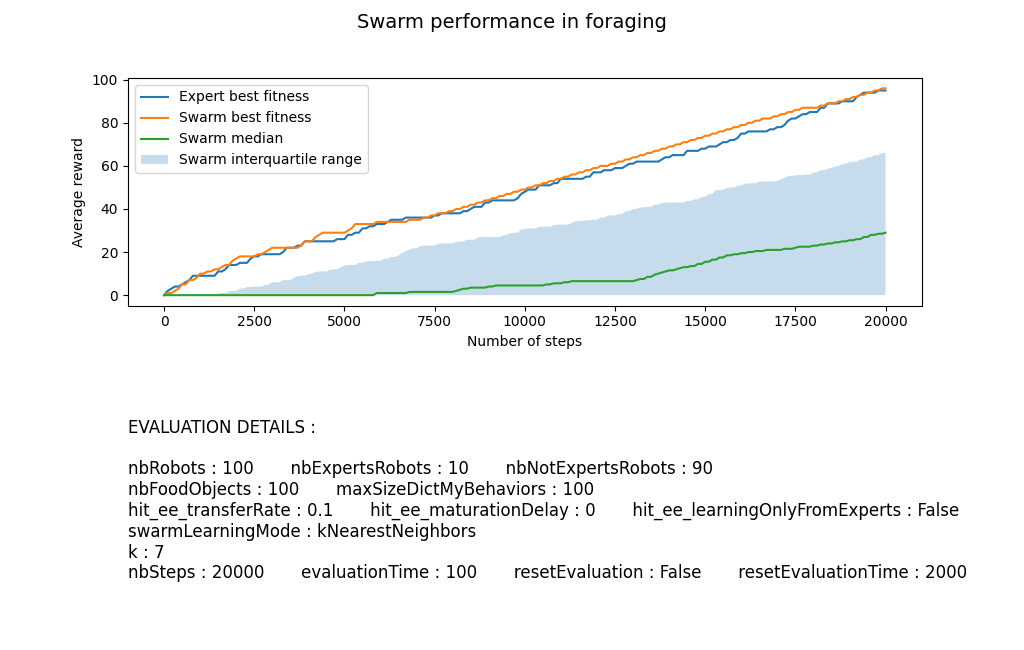 Swarm performance in foraging
Expert best fitness
Swarm best fitness
Swarm median
Swarm interquartile range
Average reward
100
80
60
40
20
0
0 2500 5000 7500 10000 12500 15000 17500 20000
Number of steps
EVALUATION DETAILS :
nbRobots : 100 nbExpertsRobots : 10 nbNotExpertsRobots : 90
nbFoodObjects : 100 maxSizeDictMyBehaviors : 100
hit_ee_transferRate : 0.1 hit_ee_maturationDelay : 0 hit_ee_learningOnlyFromExperts : False
swarmLearningMode : kNearestNeighbors
k : 7
nbSteps : 20000 evaluationTime : 100 resetEvaluation : False resetEvaluationTime : 2000